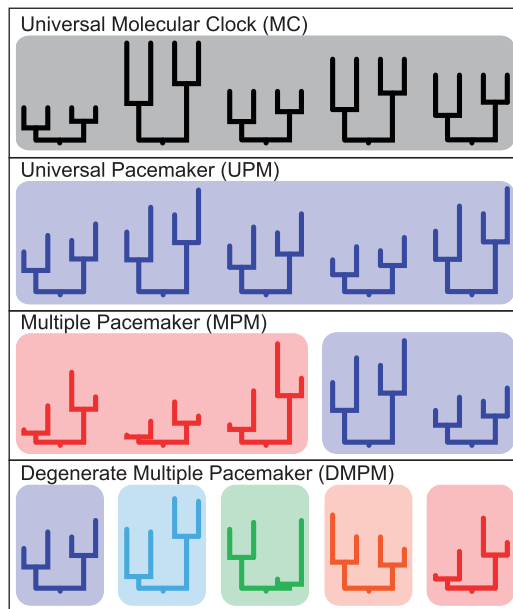 Universal Molecular Clock (MC)
Universal Pacemaker (UPM)
Multiple Pacemaker (MPM)
Degenerate Multiple Pacemaker (DMPM)